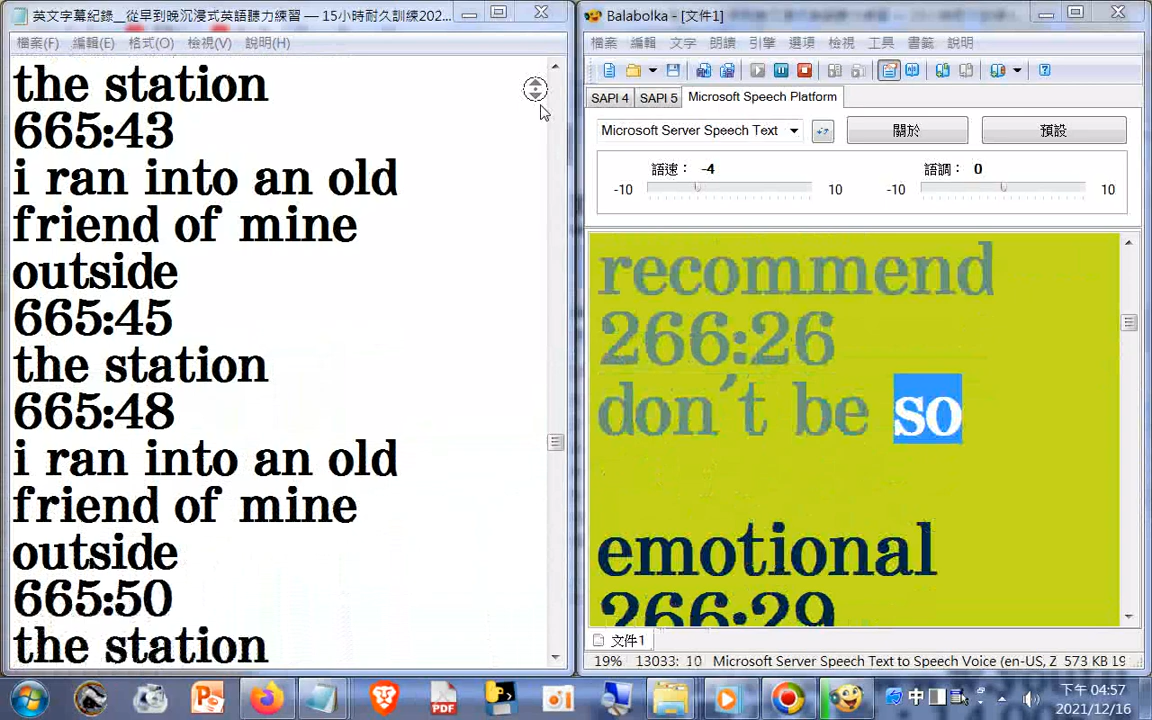 英文字幕紀錄__從早到晚沉浸式英語聽力練習 — 15小時耐久訓練202...
檔案(F) 編輯(E) 格式(O) 檢視(V) 說明(H)
the station
665:43
i ran into an old
friend of mine
outside
665:45
the station
665:48
i ran into an old
friend of mine
outside
665:50
the station
Balabolka - [文件1]
檔案 編輯 文字 朗讀 引擎 選項 檢視 工具 書籤 說明
SAPI 4 SAPI 5 Microsoft Speech Platform
Microsoft Server Speech Text 關於 預設
語速： -4 語調： 0
-10 10 -10 10
recommend
266:26
don't be so
emotional
266:29
文件1
19% 13033: 10 Microsoft Server Speech Text to Speech Voice (en-US, Z 573 KB 19
PDF 中 下午 04:57
2021/12/16